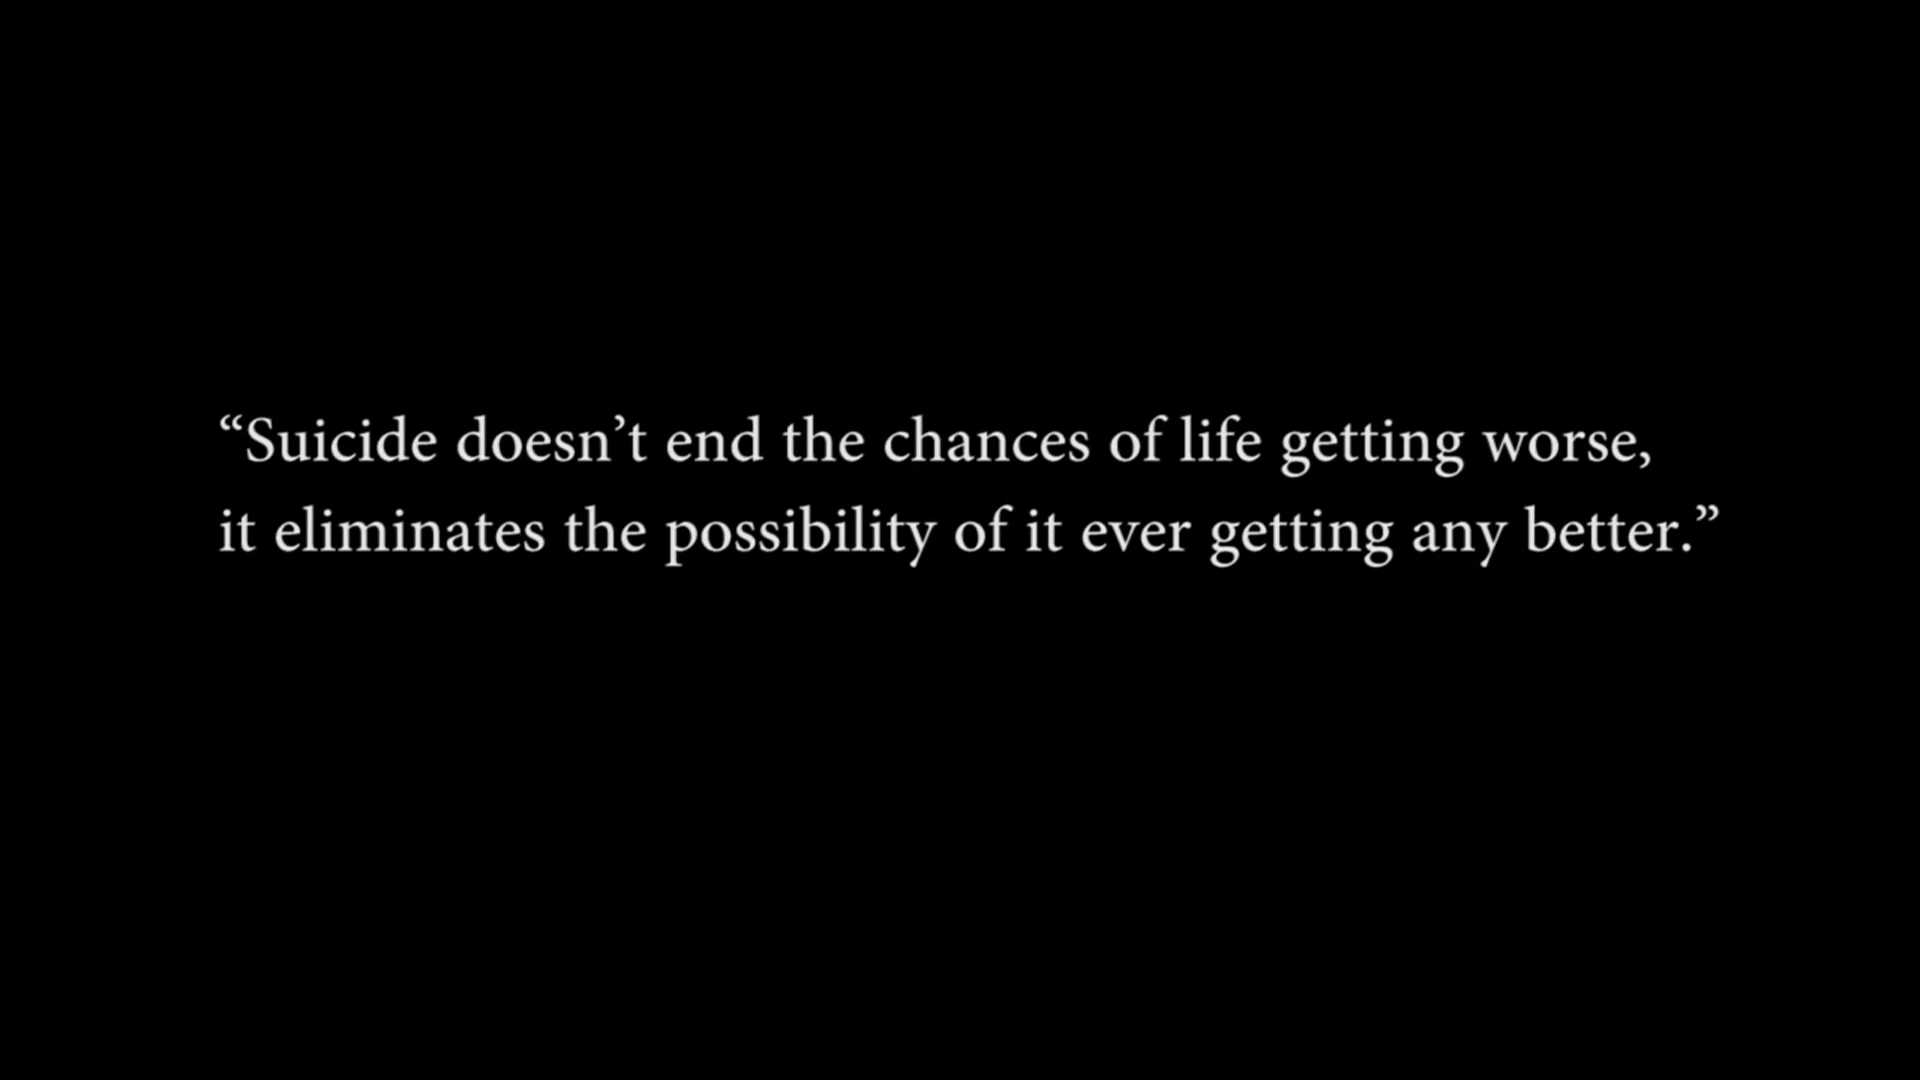 “Suicide doesn’t end the chances of life getting worse,
it eliminates the possibility of it ever getting any better.”